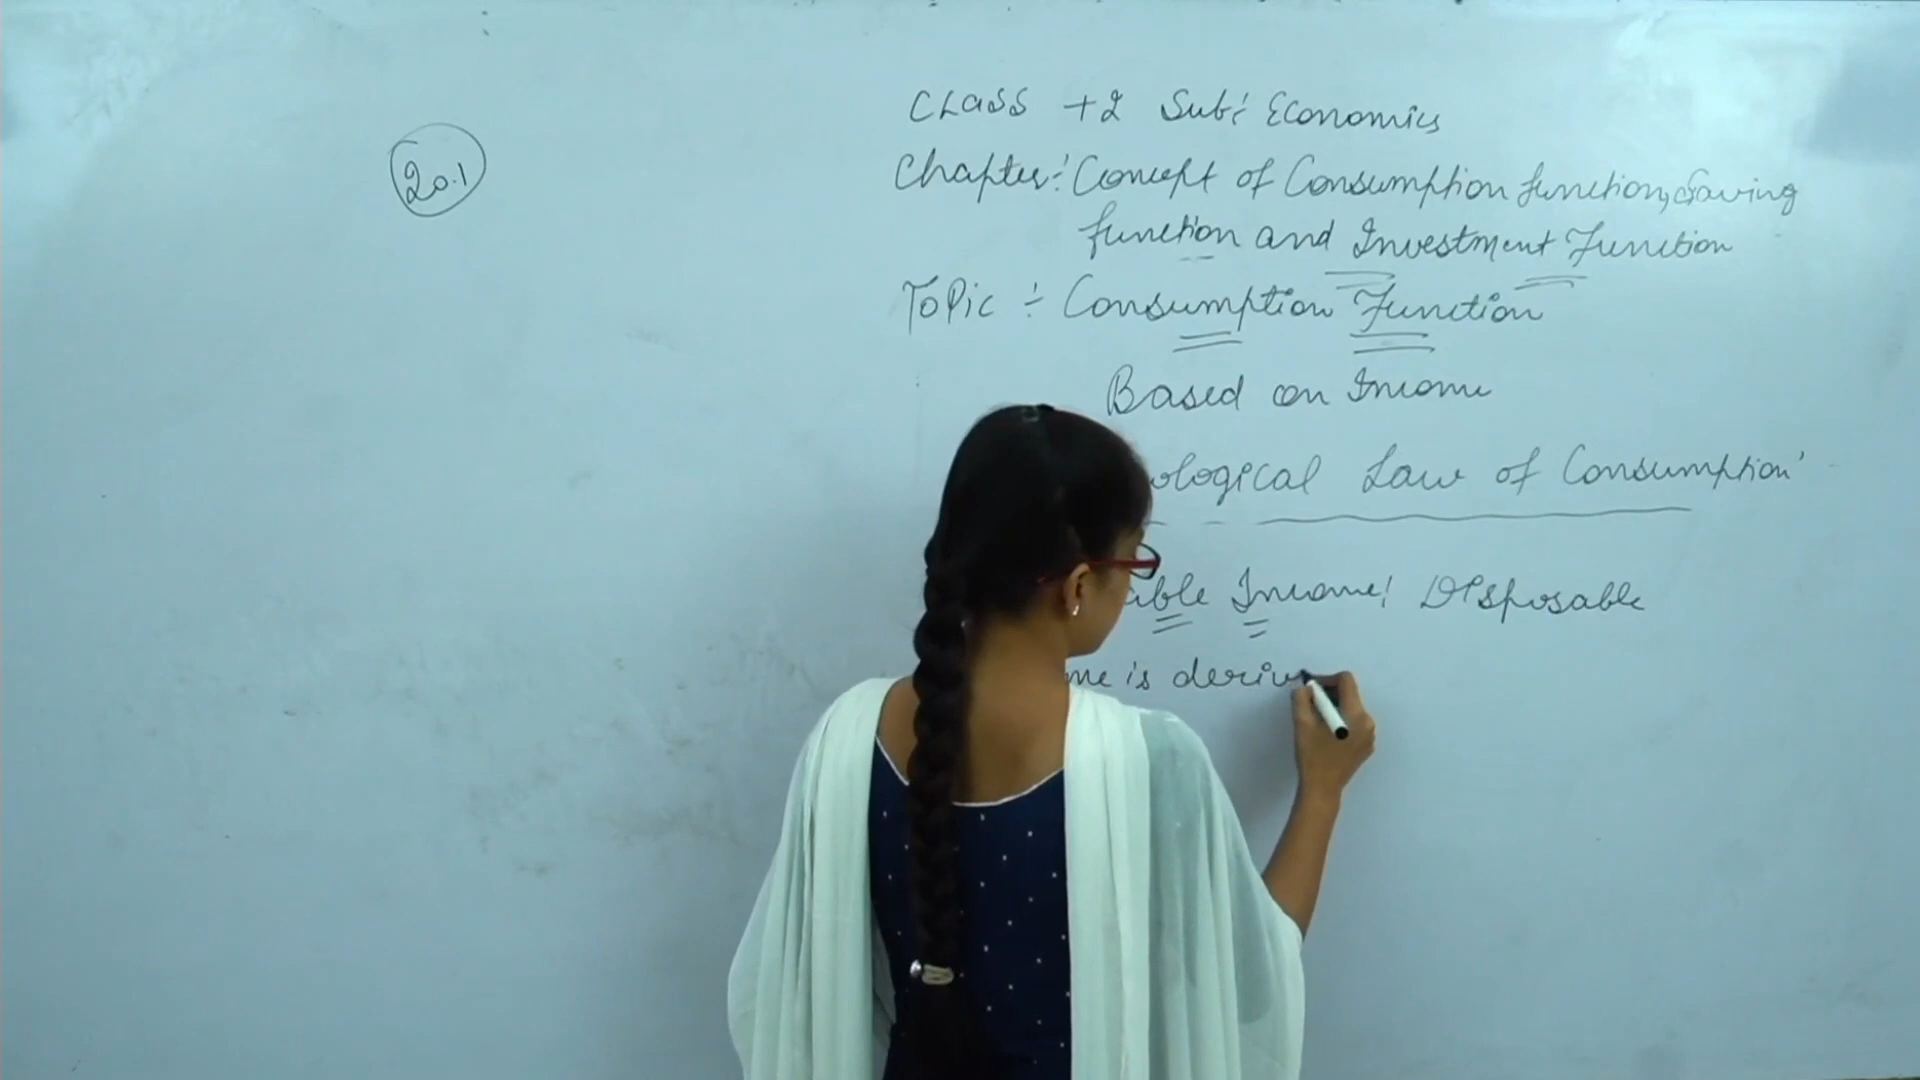 20.1
Class +2 Sub: Economics
Chapter: Concept of Consumption function, Saving
function and Investment Function
Topic : Consumption Function
Based on Income
ological Law of Consumption'
able Income: Disposable
me is deriv